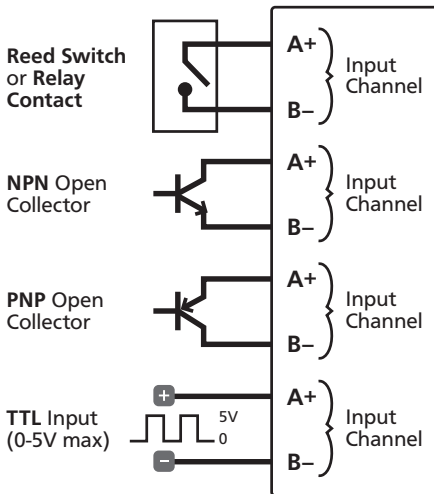 Reed Switch
or Relay
Contact
A+
B–
Input
Channel
NPN Open
Collector
A+
B–
Input
Channel
PNP Open
Collector
A+
B–
Input
Channel
TTL Input
(0-5V max)
+
5V
0
–
A+
B–
Input
Channel